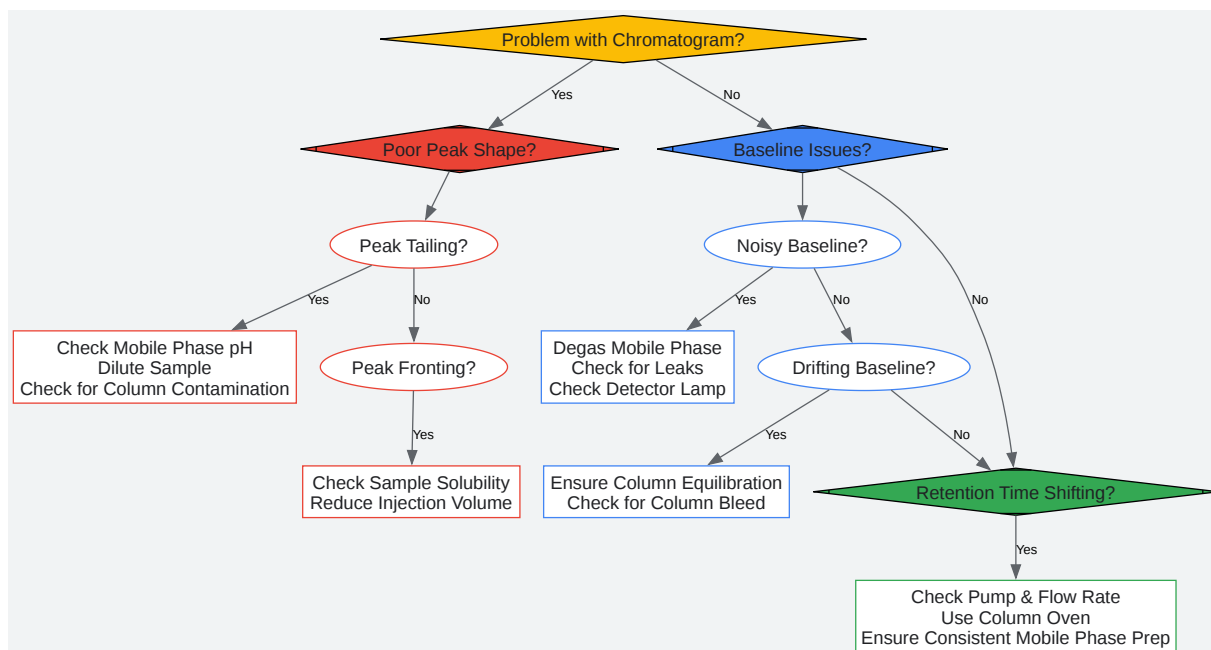 Problem with Chromatogram?
Yes
No
Poor Peak Shape?
Baseline Issues?
Peak Tailing?
Noisy Baseline?
Yes
No
Yes
No
No
Check Mobile Phase pH
Dilute Sample
Check for Column Contamination
Peak Fronting?
Degas Mobile Phase
Check for Leaks
Check Detector Lamp
Drifting Baseline?
Yes
Yes
No
Check Sample Solubility
Reduce Injection Volume
Ensure Column Equilibration
Check for Column Bleed
Retention Time Shifting?
Yes
Check Pump & Flow Rate
Use Column Oven
Ensure Consistent Mobile Phase Prep